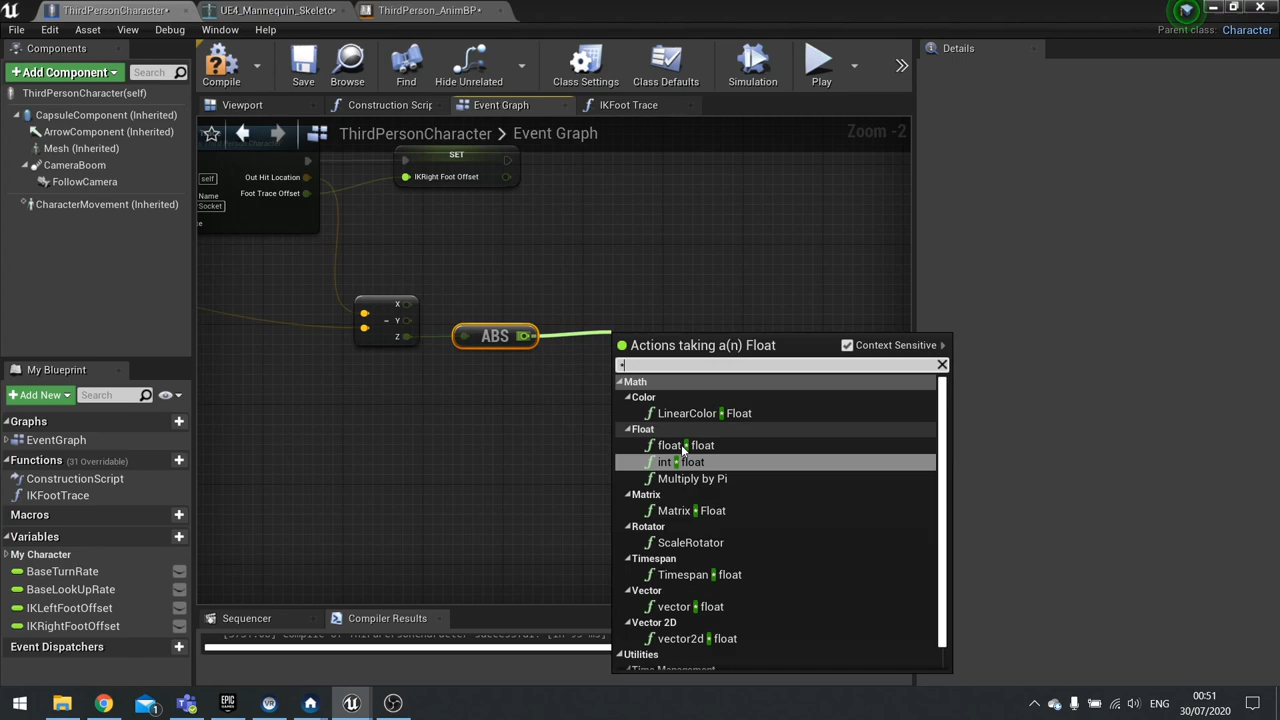 ThirdPersonCharacter*
UE4_Mannequin_Skeleto*
ThirdPerson_AnimBP*
File Edit Asset View Debug Window Help
Parent class: Character
Components
Add Component
Search
ThirdPersonCharacter(self)
CapsuleComponent (Inherited)
ArrowComponent (Inherited)
Mesh (Inherited)
CameraBoom
FollowCamera
CharacterMovement (Inherited)
Compile
Save
Browse
Find
Hide Unrelated
Class Settings
Class Defaults
Simulation
Play
Details
Viewport
Construction Scrip
Event Graph
IKFoot Trace
ThirdPersonCharacter > Event Graph
Zoom -2
SET
IKRight Foot Offset
self
Out Hit Location
Name
Foot Trace Offset
Socket
X
Y
Z
ABS
Actions taking a(n) Float
Context Sensitive
*
Math
Color
LinearColor * Float
Float
float * float
int * float
Multiply by Pi
Matrix
Matrix * Float
Rotator
ScaleRotator
Timespan
Timespan * float
Vector
vector * float
Vector 2D
vector2d * float
Utilities
My Blueprint
Add New
Search
Graphs
EventGraph
Functions (31 Overridable)
ConstructionScript
IKFootTrace
Macros
Variables
My Character
BaseTurnRate
BaseLookUpRate
IKLeftFootOffset
IKRightFootOffset
Event Dispatchers
Sequencer
Compiler Results
ENG
00:51
30/07/2020